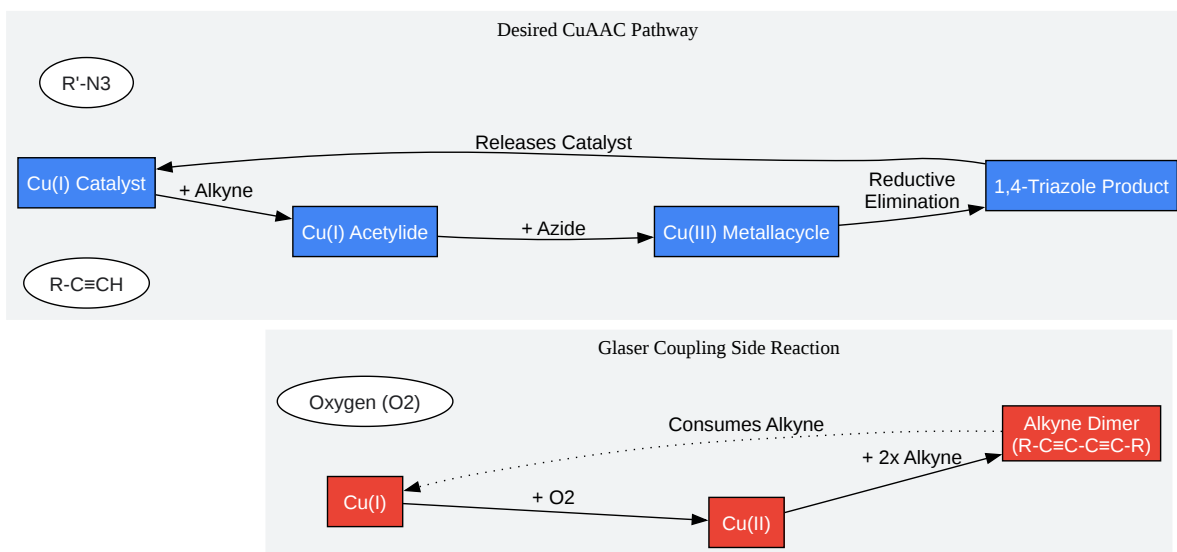 Desired CuAAC Pathway
R'-N3
Releases Catalyst
Cu(I) Catalyst
+ Alkyne
Cu(I) Acetylide
+ Azide
Cu(III) Metallacycle
Reductive
Elimination
1,4-Triazole Product
R-C≡CH
Glaser Coupling Side Reaction
Oxygen (O2)
Consumes Alkyne
Alkyne Dimer
(R-C≡C-C≡C-R)
+ 2x Alkyne
Cu(I)
+ O2
Cu(II)